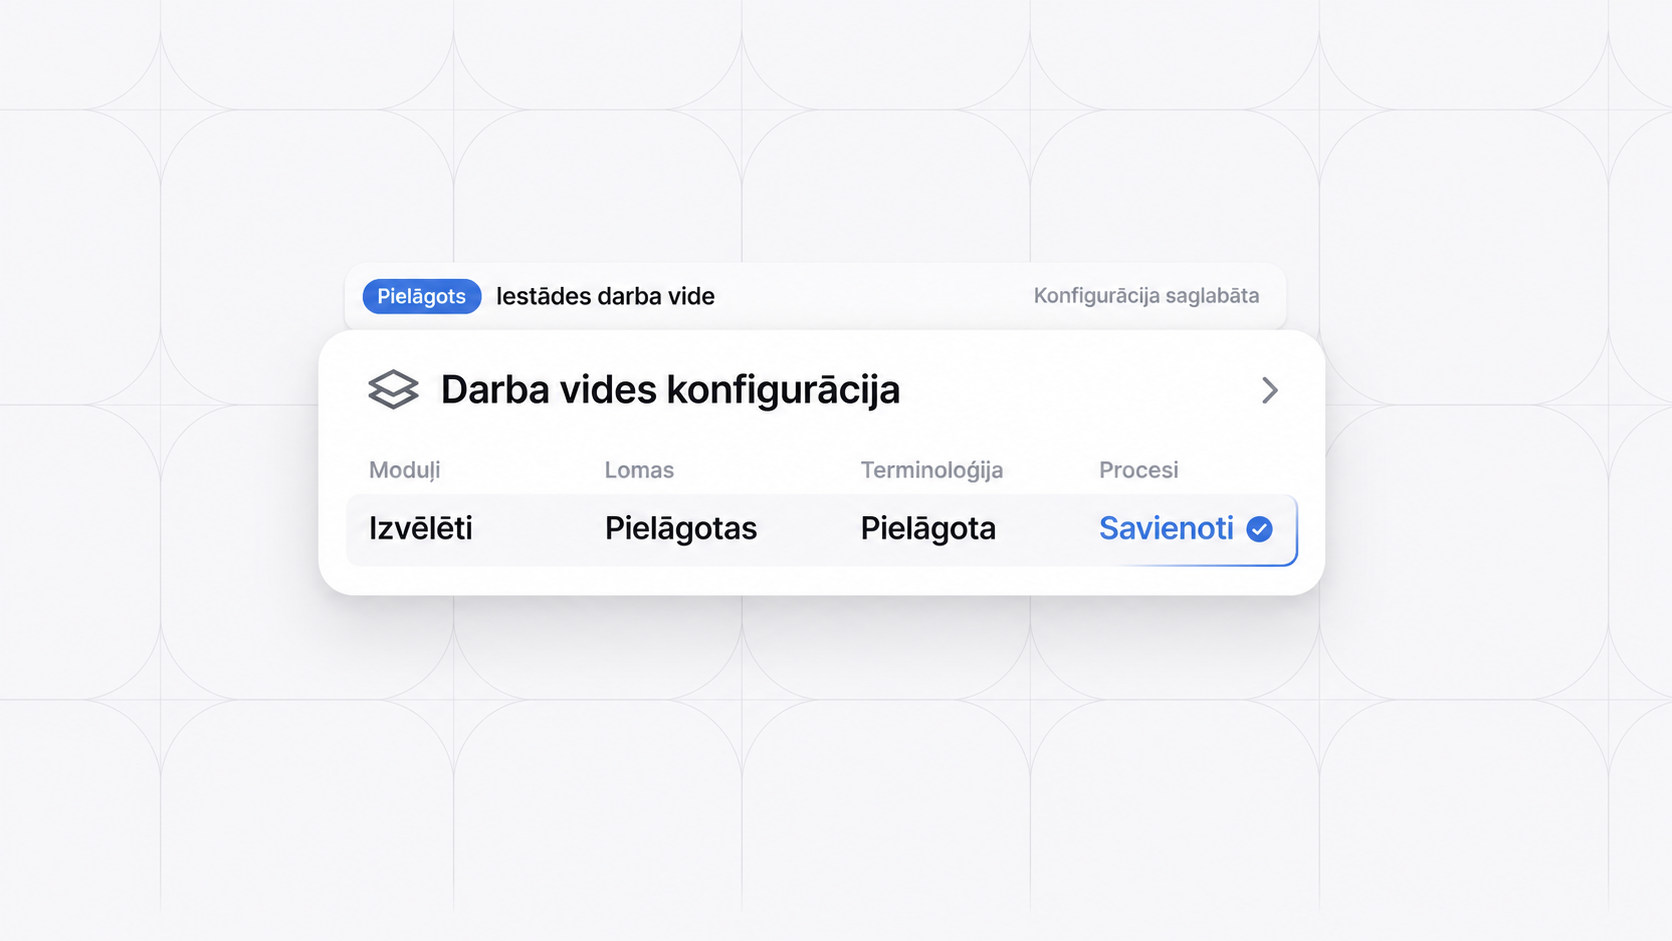 Pielāgots Iestādes darba vide Konfigurācija saglabāta
Darba vides konfigurācija
Moduļi Lomas Terminoloģija Procesi
Izvēlēti Pielāgotas Pielāgota Savienoti